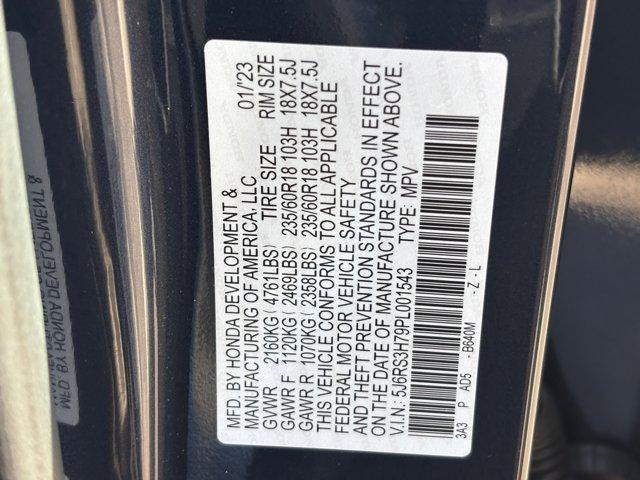 MFD. BY HONDA DEVELOPMENT &
MANUFACTURING OF AMERICA, LLC 01/'23
GVWR 2160KG ( 4761LBS) TIRE SIZE RIM SIZE
GAWR F 1120KG ( 2469LBS) 235/60R18 103H 18X7.5J
GAWR R 1070KG ( 2358LBS) 235/60R18 103H 18X7.5J
THIS VEHICLE CONFORMS TO ALL APPLICABLE
FEDERAL MOTOR VEHICLE SAFETY
AND THEFT PREVENTION STANDARDS IN EFFECT
ON THE DATE OF MANUFACTURE SHOWN ABOVE.
V.I.N.: 5J6RS3H79PL001543 TYPE: MPV
3A3 P AD5 - B640M - Z - L
MFD. BY HONDA DEVELOPMENT &